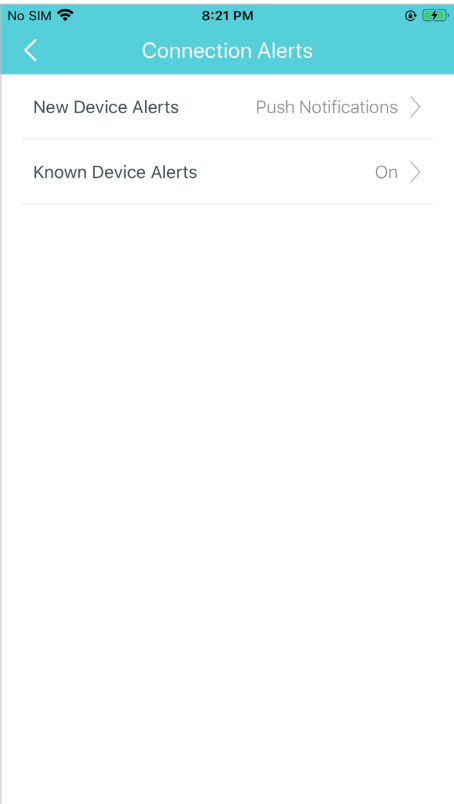 No SIM 8:21 PM
Connection Alerts
New Device Alerts Push Notifications
Known Device Alerts On